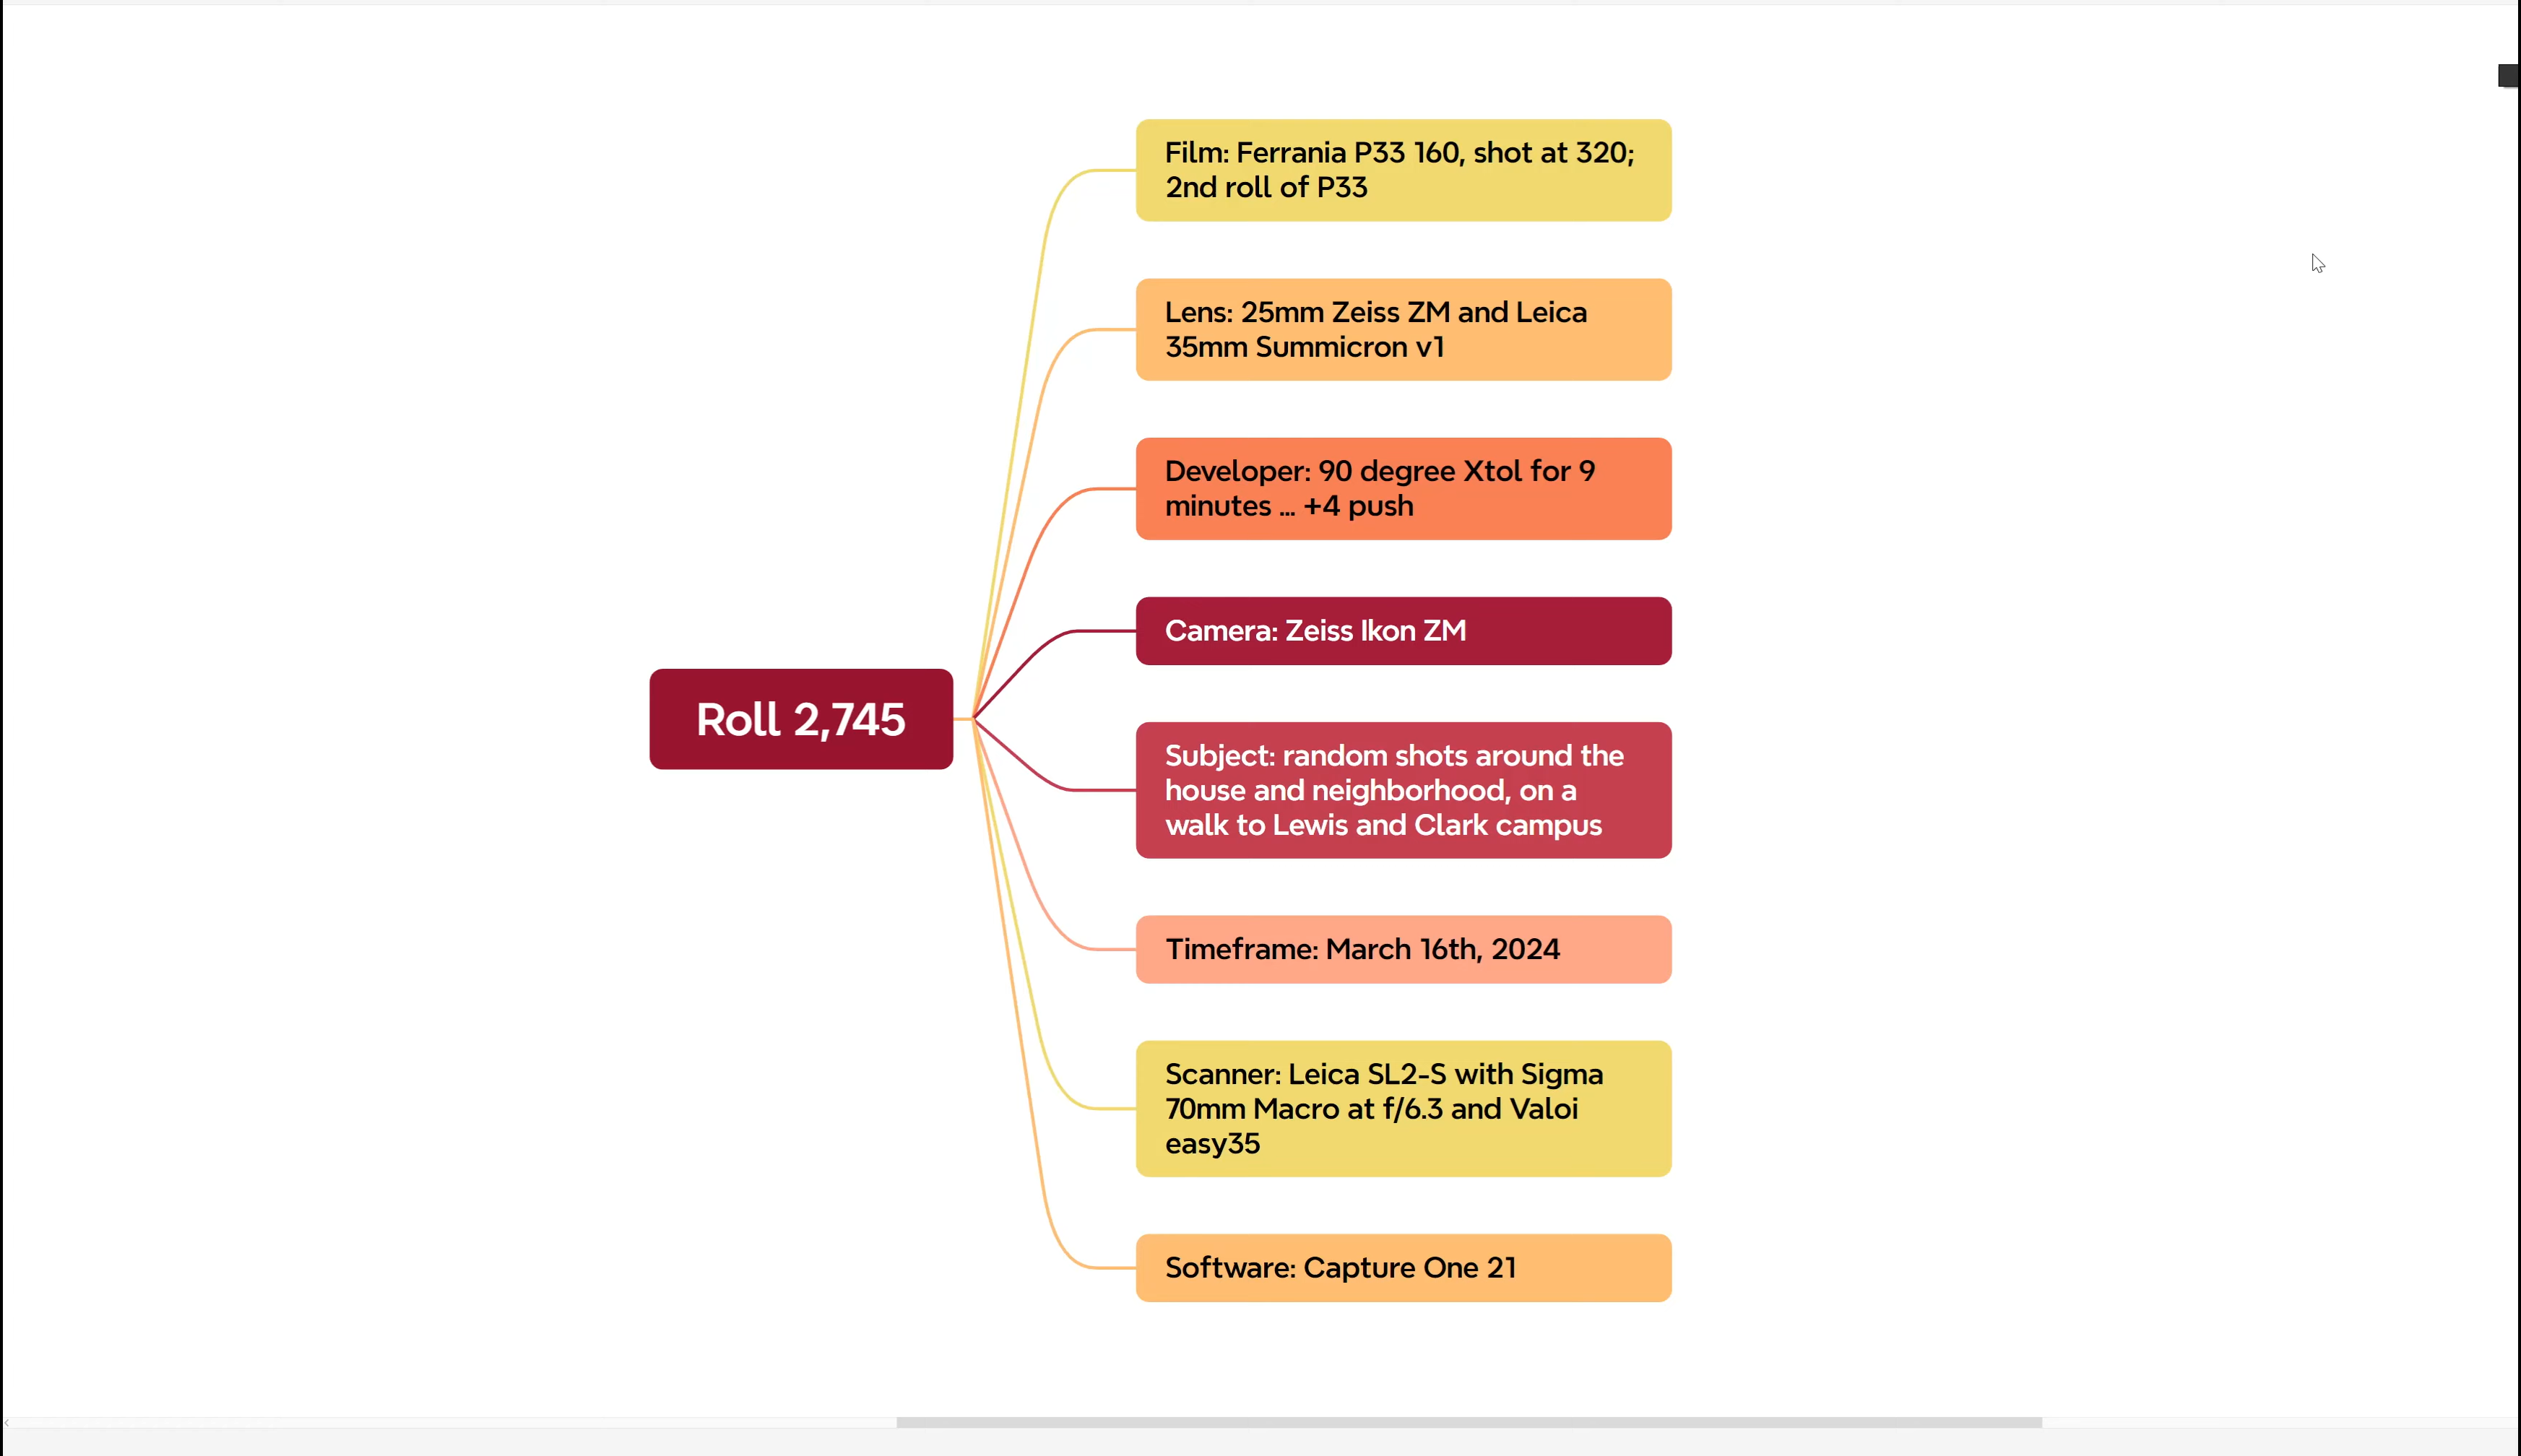 Film: Ferrania P33 160, shot at 320;
2nd roll of P33
Lens: 25mm Zeiss ZM and Leica
35mm Summicron v1
Developer: 90 degree Xtol for 9
minutes ... +4 push
Camera: Zeiss Ikon ZM
Roll 2,745
Subject: random shots around the
house and neighborhood, on a
walk to Lewis and Clark campus
Timeframe: March 16th, 2024
Scanner: Leica SL2-S with Sigma
70mm Macro at f/6.3 and Valoi
easy35
Software: Capture One 21